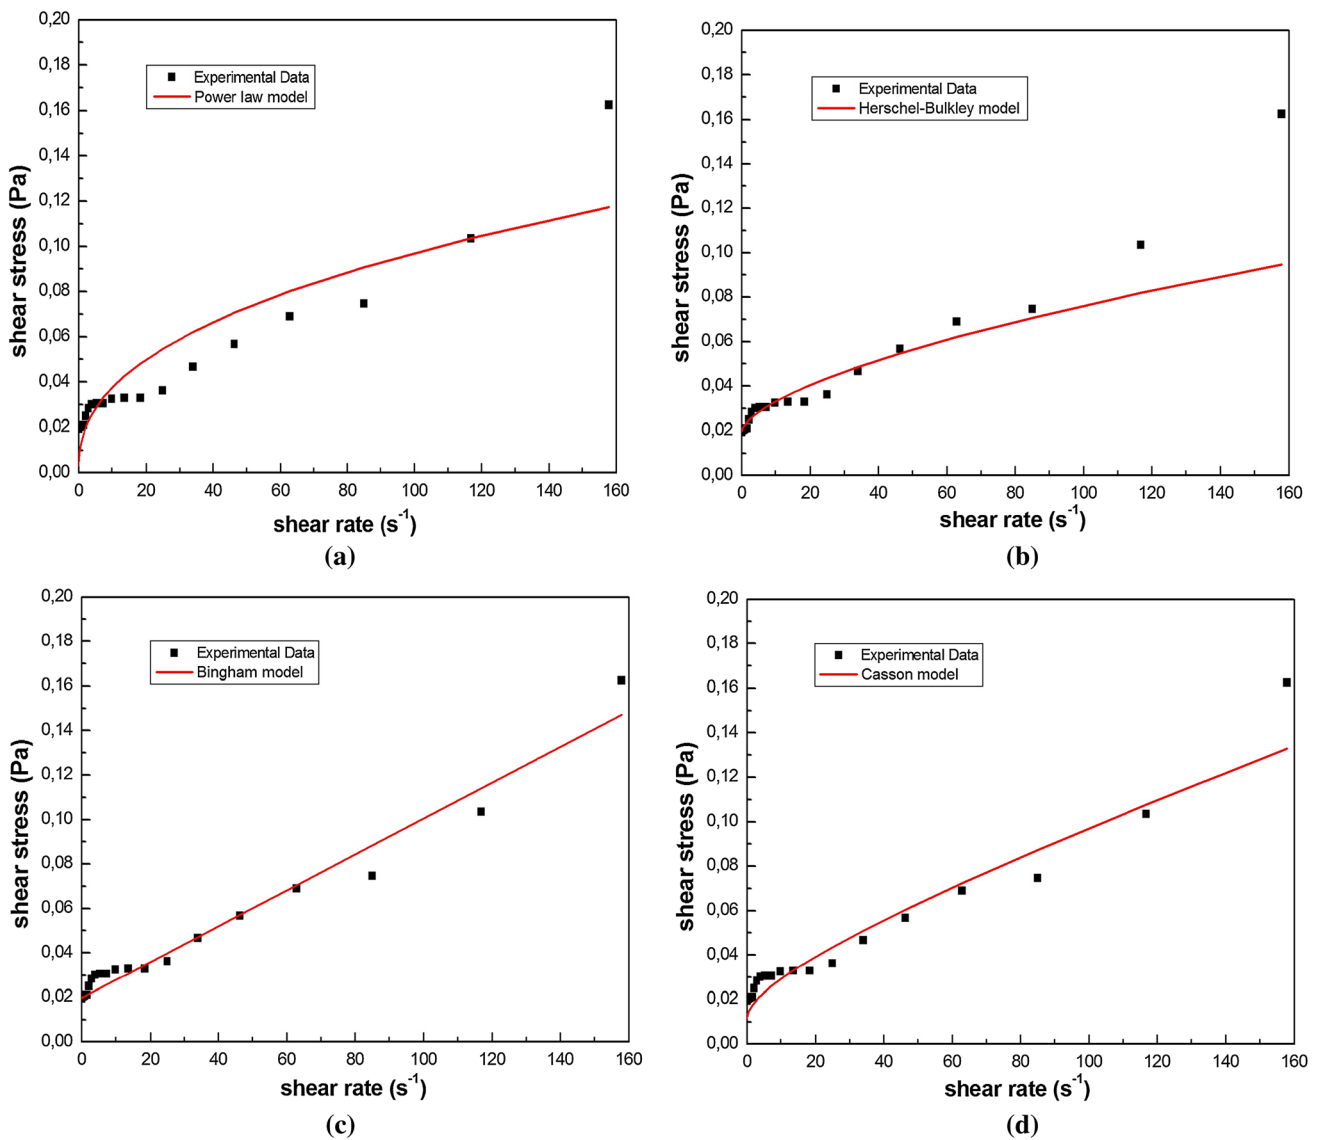 0,20
0,18
0,16
0,14
0,12
0,10
0,08
0,06
0,04
0,02
0,00
shear stress (Pa)
Experimental Data
Power law model
0 20 40 60 80 100 120 140 160
shear rate (s-1)
(a)
0,20
0,18
0,16
0,14
0,12
0,10
0,08
0,06
0,04
0,02
0,00
shear stress (Pa)
Experimental Data
Herschel-Bulkley model
0 20 40 60 80 100 120 140 160
shear rate (s-1)
(b)
0,20
0,18
0,16
0,14
0,12
0,10
0,08
0,06
0,04
0,02
0,00
shear stress (Pa)
Experimental Data
Bingham model
0 20 40 60 80 100 120 140 160
shear rate (s-1)
(c)
0,20
0,18
0,16
0,14
0,12
0,10
0,08
0,06
0,04
0,02
0,00
shear stress (Pa)
Experimental Data
Casson model
0 20 40 60 80 100 120 140 160
shear rate (s-1)
(d)